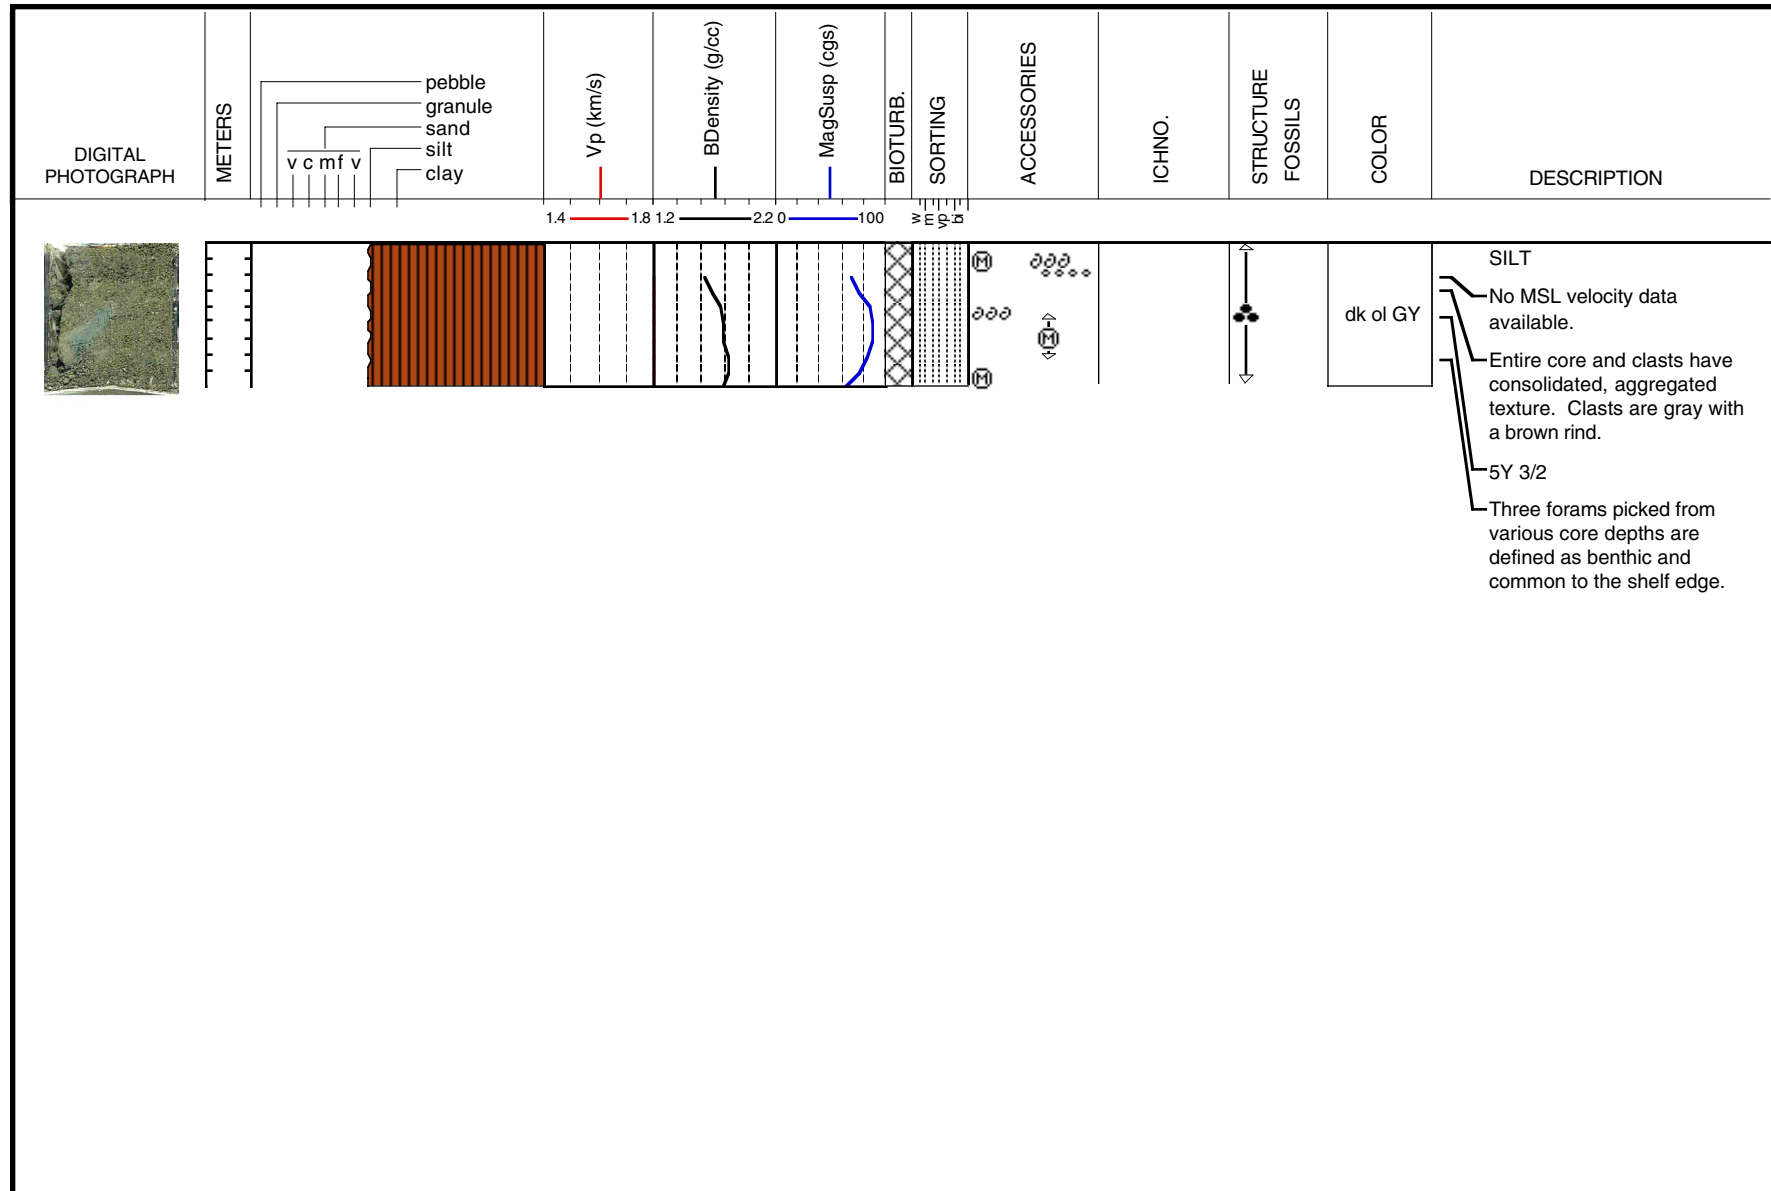 DIGITAL
PHOTOGRAPH
METERS
pebble
granule
sand
silt
clay
v c m f v
Vp (km/s)
BDensity (g/cc)
MagSusp (cgs)
BIOTURB.
SORTING
ACCESSORIES
ICHNO.
STRUCTURE
FOSSILS
COLOR
DESCRIPTION
1.4 1.8 1.2 2.2 0 100
w
m
vp
bi
M
M
M
dk ol GY
SILT
No MSL velocity data
available.
Entire core and clasts have
consolidated, aggregated
texture. Clasts are gray with
a brown rind.
5Y 3/2
Three forams picked from
various core depths are
defined as benthic and
common to the shelf edge.